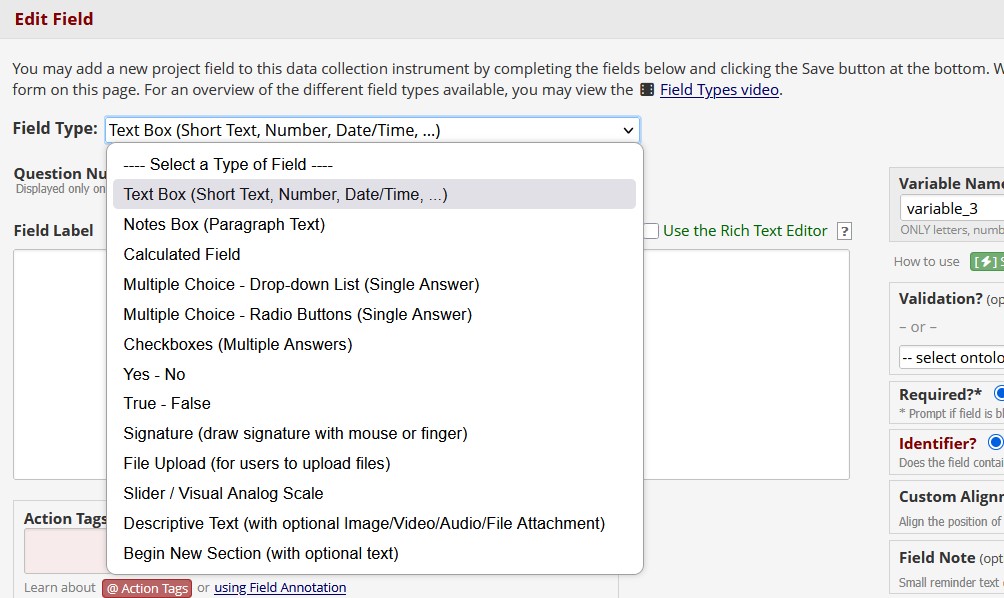 Edit Field
You may add a new project field to this data collection instrument by completing the fields below and clicking the Save button at the bottom. W
form on this page. For an overview of the different field types available, you may view the Field Types video.
Field Type: Text Box (Short Text, Number, Date/Time, ...)
---- Select a Type of Field ----
Text Box (Short Text, Number, Date/Time, ...)
Notes Box (Paragraph Text)
Calculated Field
Multiple Choice - Drop-down List (Single Answer)
Multiple Choice - Radio Buttons (Single Answer)
Checkboxes (Multiple Answers)
Yes - No
True - False
Signature (draw signature with mouse or finger)
File Upload (for users to upload files)
Slider / Visual Analog Scale
Descriptive Text (with optional Image/Video/Audio/File Attachment)
Begin New Section (with optional text)
Question Nu
Displayed only on
Field Label
Use the Rich Text Editor ?
Action Tags
Learn about @ Action Tags or using Field Annotation
Variable Name
variable_3
ONLY letters, numb
How to use [⚡] S
Validation? (op
– or –
-- select ontolo
Required?*
* Prompt if field is bl
Identifier?
Does the field contai
Custom Alignm
Align the position of
Field Note (opt
Small reminder text